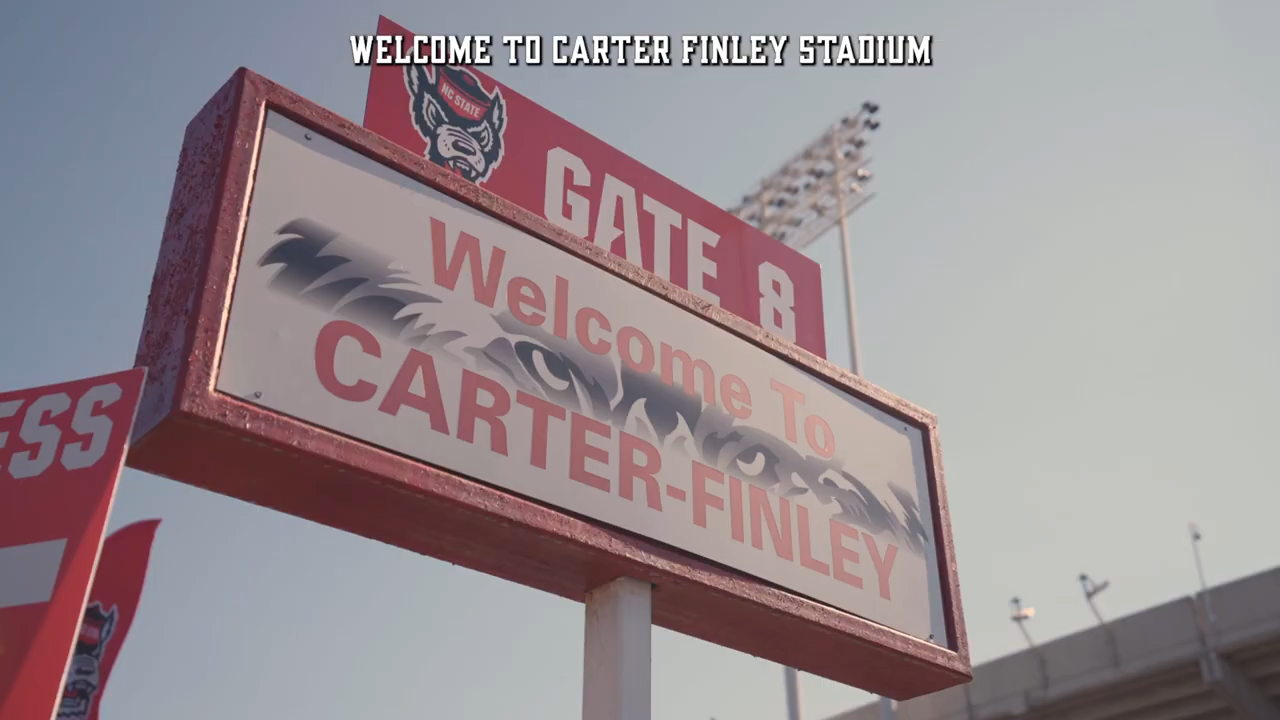 WELCOME TO CARTER FINLEY STADIUM
NC STATE
GATE 8
Welcome To
CARTER-FINLEY
ESS